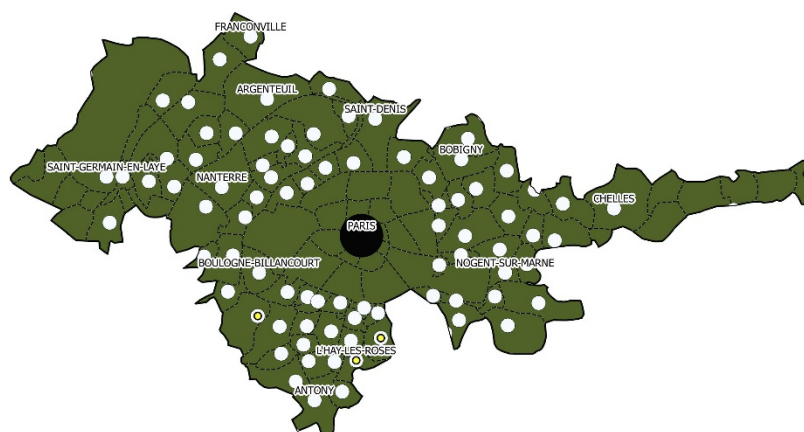 FRANCONVILLE
ARGENTEUIL
SAINT-DENIS
BOBIGNY
SAINT-GERMAIN-EN-LAYE
NANTERRE
CHELLES
PARIS
BOULOGNE-BILLANCOURT
NOGENT-SUR-MARNE
L'HAY-LES-ROSES
ANTONY